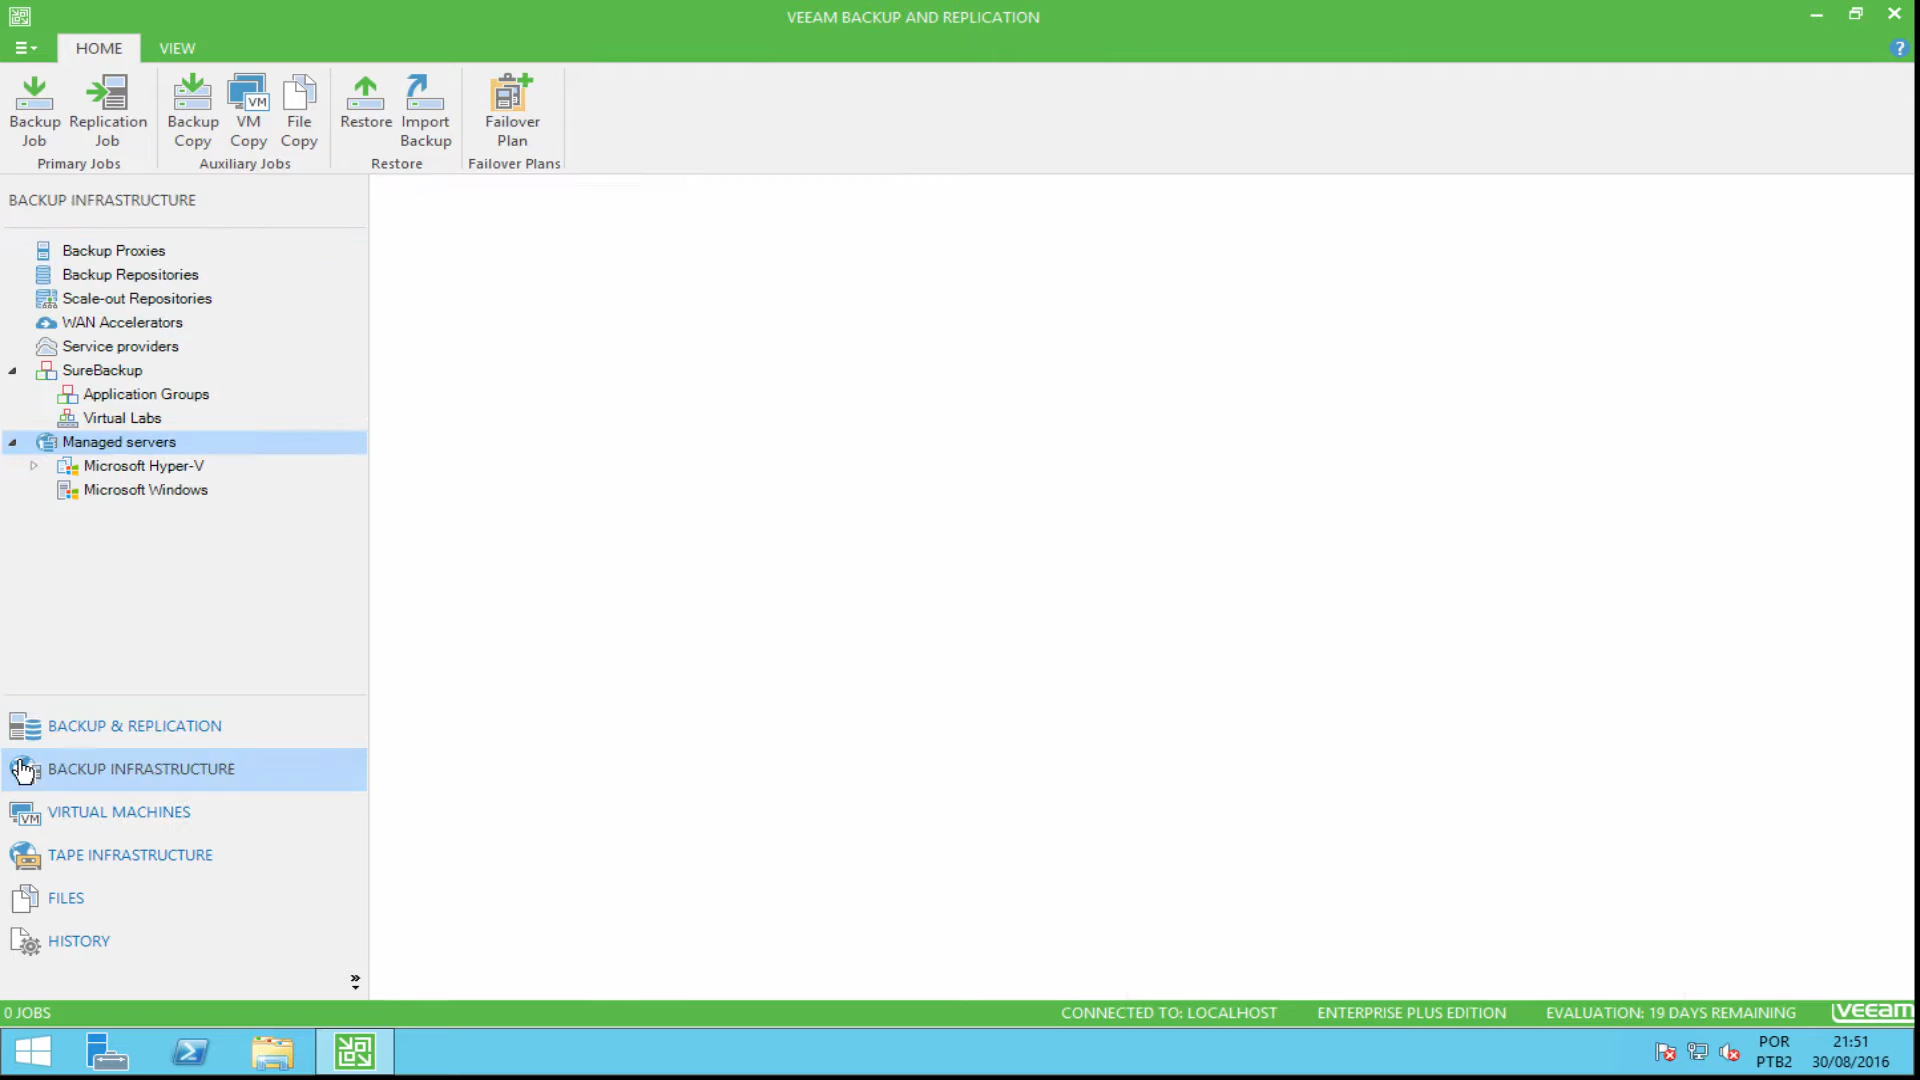 VEEAM BACKUP AND REPLICATION
HOME
VIEW
?
Backup
Job
Replication
Job
Primary Jobs
Backup
Copy
VM
VM
Copy
File
Copy
Auxiliary Jobs
Restore
Import
Backup
Restore
Failover
Plan
Failover Plans
BACKUP INFRASTRUCTURE
Backup Proxies
Backup Repositories
Scale-out Repositories
WAN Accelerators
Service providers
SureBackup
Application Groups
Virtual Labs
Managed servers
Microsoft Hyper-V
Microsoft Windows
BACKUP & REPLICATION
BACKUP INFRASTRUCTURE
VM
VIRTUAL MACHINES
TAPE INFRASTRUCTURE
FILES
HISTORY
0 JOBS
CONNECTED TO: LOCALHOST
ENTERPRISE PLUS EDITION
EVALUATION: 19 DAYS REMAINING
veeam
POR
PTB2
21:51
30/08/2016